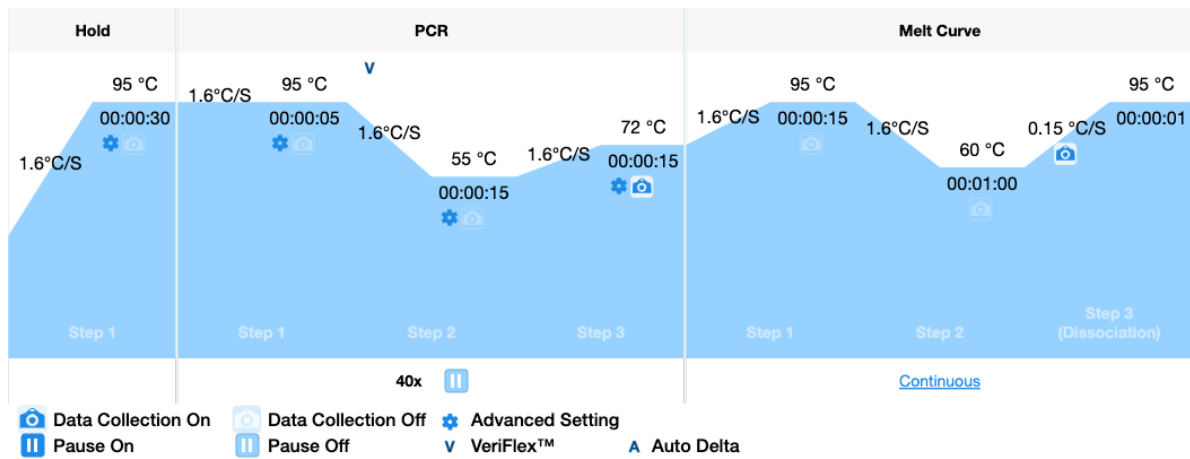 Hold
PCR
Melt Curve
1.6°C/S
95 °C
00:00:30
Step 1
1.6°C/S
95 °C
00:00:05
Step 1
V
1.6°C/S
55 °C
00:00:15
Step 2
1.6°C/S
72 °C
00:00:15
Step 3
1.6°C/S
95 °C
00:00:15
Step 1
1.6°C/S
60 °C
00:01:00
Step 2
0.15 °C/S
95 °C
00:00:01
Step 3
(Dissociation)
40x
Continuous
Data Collection On
Data Collection Off
Advanced Setting
Pause On
Pause Off
V VeriFlex™
A Auto Delta